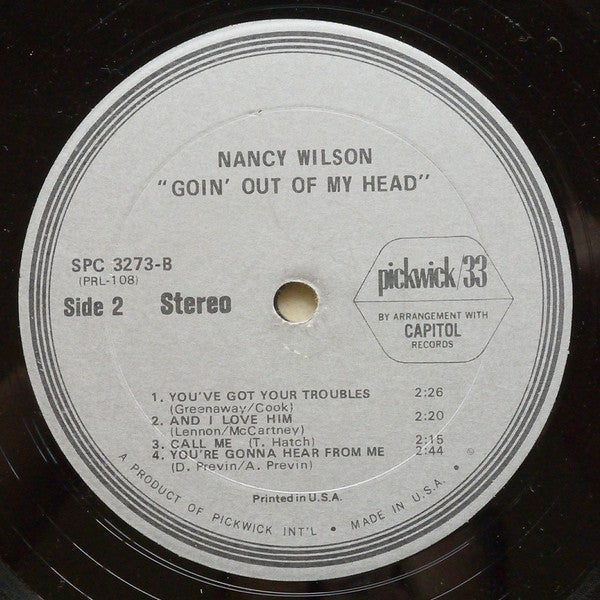 NANCY WILSON
"GOIN' OUT OF MY HEAD"
SPC 3273-B
(PRL-108)
Side 2 Stereo
pickwick/33
BY ARRANGEMENT WITH
CAPITOL
RECORDS
1. YOU'VE GOT YOUR TROUBLES 2:26
(Greenaway/Cook)
2. AND I LOVE HIM 2:20
(Lennon/McCartney)
3. CALL ME (T. Hatch) 2:15
4. YOU'RE GONNA HEAR FROM ME 2:44
(D. Previn/A. Previn)
Printed in U.S.A.
A PRODUCT OF PICKWICK INT'L • MADE IN U.S.A. •